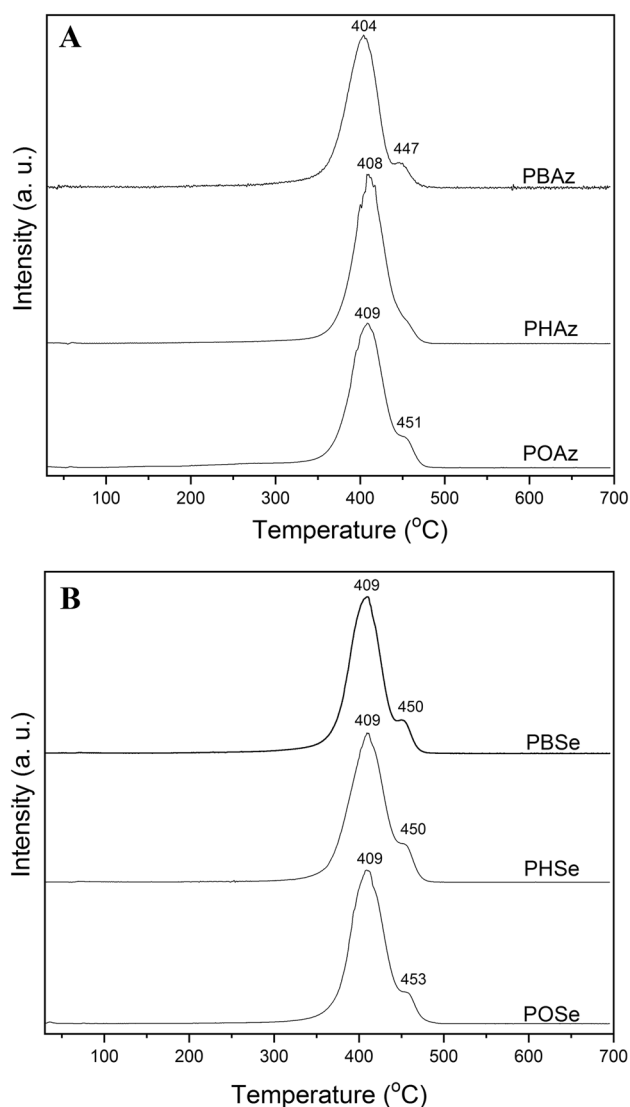 A
404
447
PBAz
408
PHAz
409
451
POAz
Intensity (a. u.)
100 200 300 400 500 600 700
Temperature (°C)
B
409
450
PBSe
409
450
PHSe
409
453
POSe
Intensity (a. u.)
100 200 300 400 500 600 700
Temperature (°C)